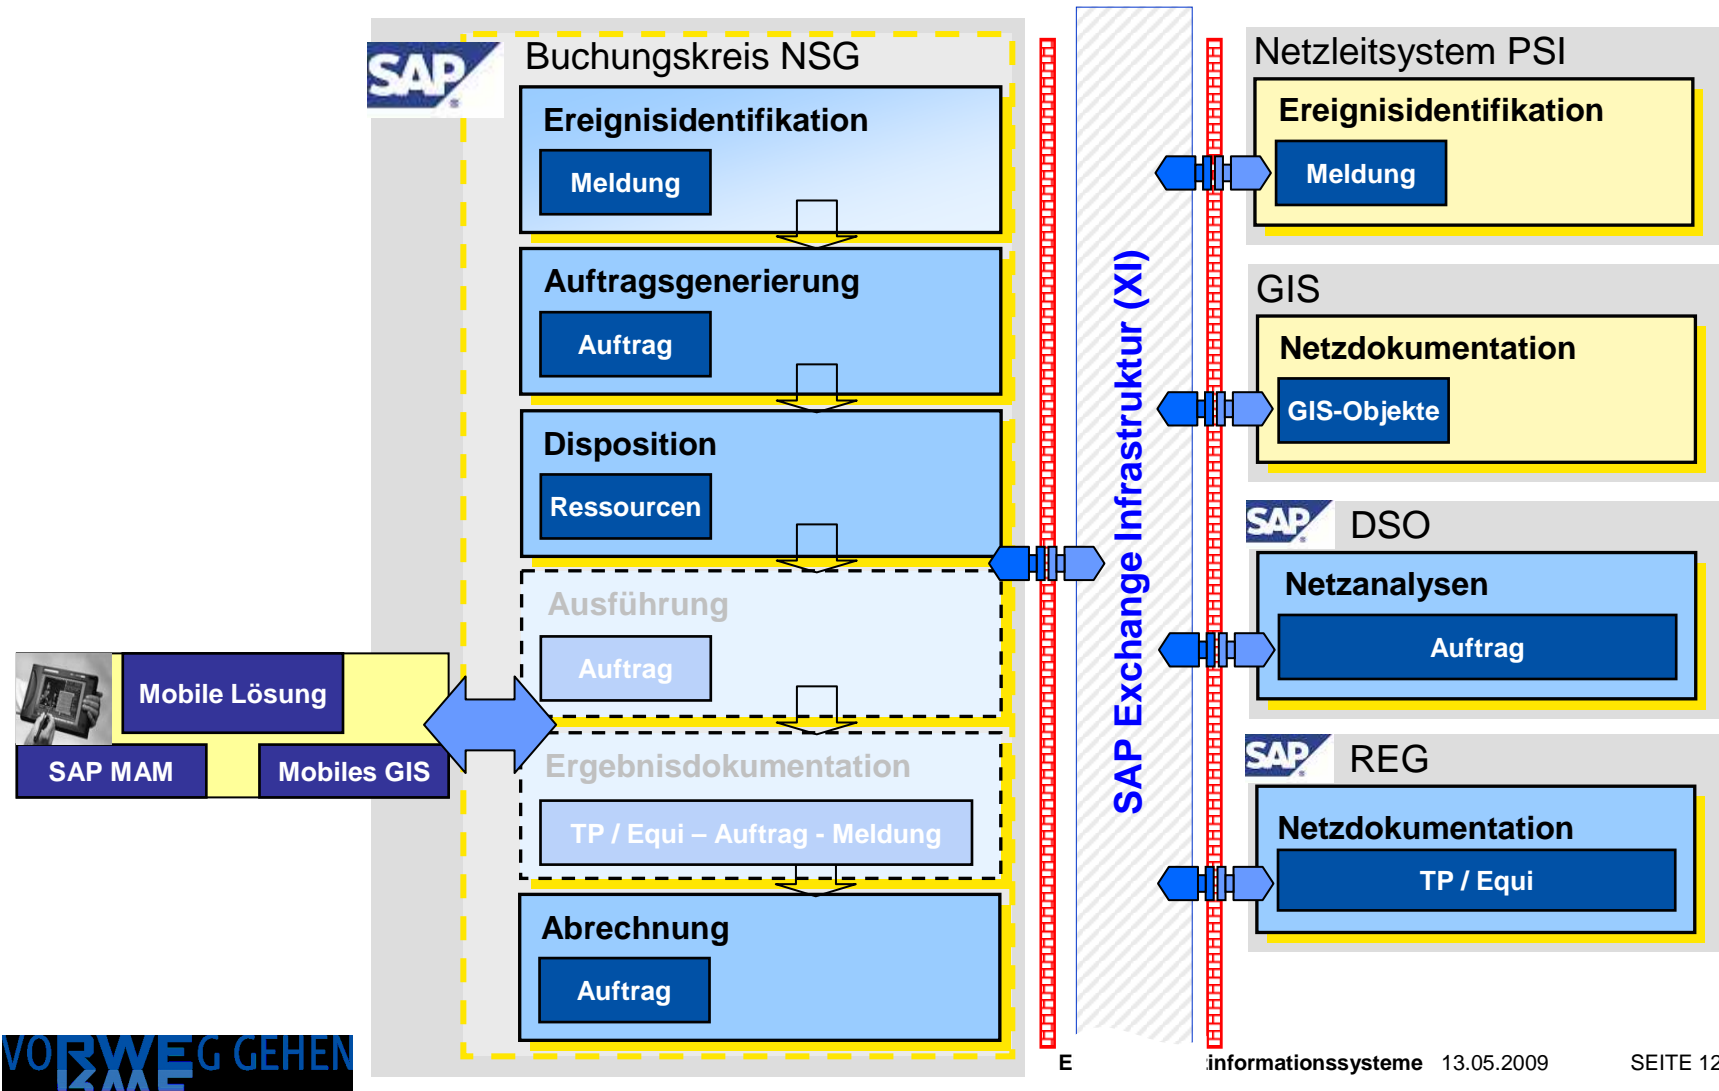 SAP
Buchungskreis NSG
Ereignisidentifikation
Meldung
Auftragsgenerierung
Auftrag
Disposition
Ressourcen
Ausführung
Auftrag
Ergebnisdokumentation
TP / Equi – Auftrag - Meldung
Abrechnung
Auftrag
Mobile Lösung
SAP MAM
Mobiles GIS
SAP Exchange Infrastruktur (XI)
Netzleitsystem PSI
Ereignisidentifikation
Meldung
GIS
Netzdokumentation
GIS-Objekte
SAP
DSO
Netzanalysen
Auftrag
SAP
REG
Netzdokumentation
TP / Equi
VORWEG GEHEN
E informationssysteme 13.05.2009 SEITE 12